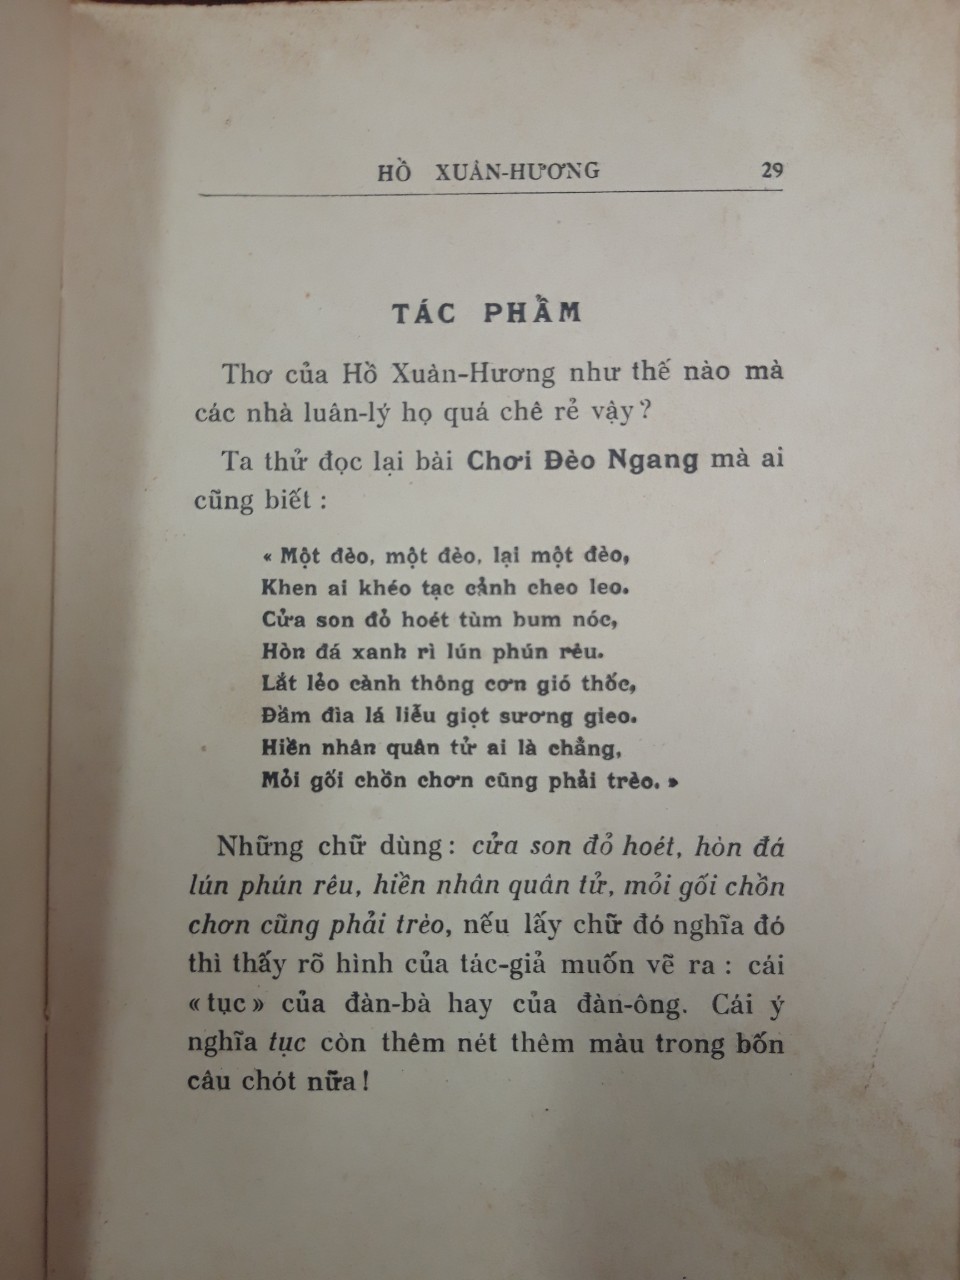 HỒ XUÂN-HƯƠNG 29
TÁC PHẨM
Thơ của Hồ Xuân-Hương như thế nào mà
các nhà luân-lý họ quá chê rẻ vậy?
Ta thử đọc lại bài Chơi Đèo Ngang mà ai
cũng biết :
« Một đèo, một đèo, lại một đèo,
Khen ai khéo tạc cảnh cheo leo.
Cửa son đỏ hoét tùm hum nóc,
Hòn đá xanh rì lún phún rêu.
Lắt lẻo cành thông cơn gió thốc,
Đầm đìa lá liễu giọt sương gieo.
Hiền nhân quân tử ai là chẳng,
Mỏi gối chồn chơn cũng phải trèo. »
Những chữ dùng : cửa son đỏ hoét, hòn đá
lún phún rêu, hiền nhân quân tử, mỏi gối chồn
chơn cũng phải trèo, nếu lấy chữ đó nghĩa đó
thì thấy rõ hình của tác-giả muốn vẽ ra : cái
«tục» của đàn-bà hay của đàn-ông. Cái ý
nghĩa tục còn thêm nét thêm màu trong bốn
câu chót nữa !